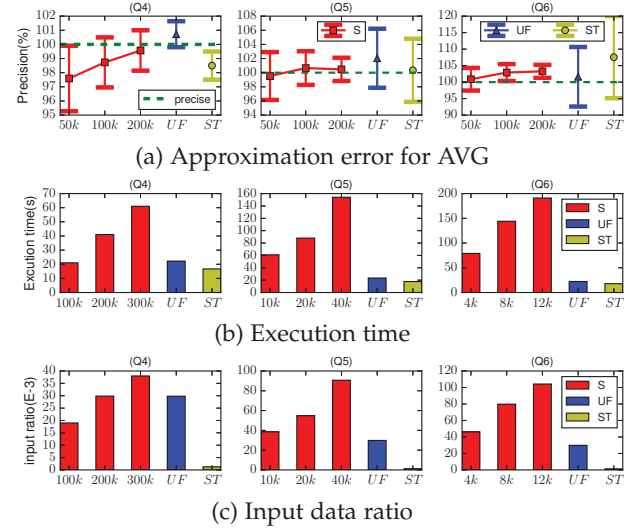 (Q4) (Q5) (Q6)
Precision(%)
102 101 100 99 98 97 96 95
precise
50k 100k 200k UF ST
108 106 104 102 100 98 96 94
S
50k 100k 200k UF ST
120 115 110 105 100 95 90
UF ST
50k 100k 200k UF ST
(a) Approximation error for AVG
(Q4) (Q5) (Q6)
Excution time(s)
70 60 50 40 30 20 10 0
100k 200k 300k UF ST
160 140 120 100 80 60 40 20 0
10k 20k 40k UF ST
200 150 100 50 0
S
UF
ST
4k 8k 12k UF ST
(b) Execution time
(Q4) (Q5) (Q6)
input ratio(E-3)
40 35 30 25 20 15 10 5 0
100k 200k 300k UF ST
100 80 60 40 20 0
10k 20k 40k UF ST
120 100 80 60 40 20 0
S
UF
ST
4k 8k 12k UF ST
(c) Input data ratio